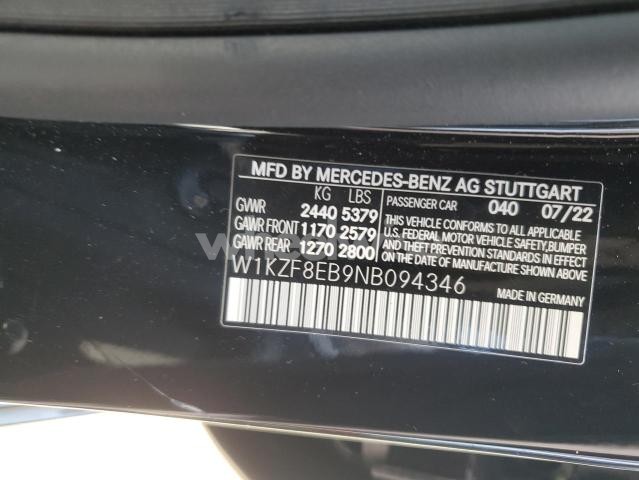 MFD BY MERCEDES-BENZ AG STUTTGART
KG LBS
GVWR 2440 5379
GAWR FRONT 1170 2579
GAWR REAR 1270 2800
PASSENGER CAR 040 07/22
THIS VEHICLE CONFORMS TO ALL APPLICABLE
U.S. FEDERAL MOTOR VEHICLE SAFETY,BUMPER
AND THEFT PREVENTION STANDARDS IN EFFECT
ON THE DATE OF MANUFACTURE SHOWN ABOVE.
W1KZF8EB9NB094346
MADE IN GERMANY